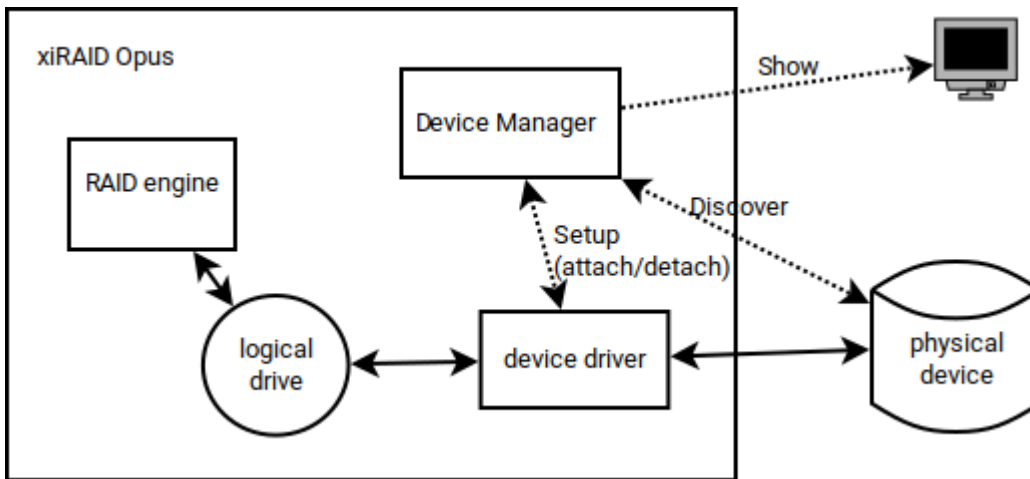 xiRAID Opus
Show
Device Manager
RAID engine
Discover
Setup
(attach/detach)
logical
drive
device driver
physical
device